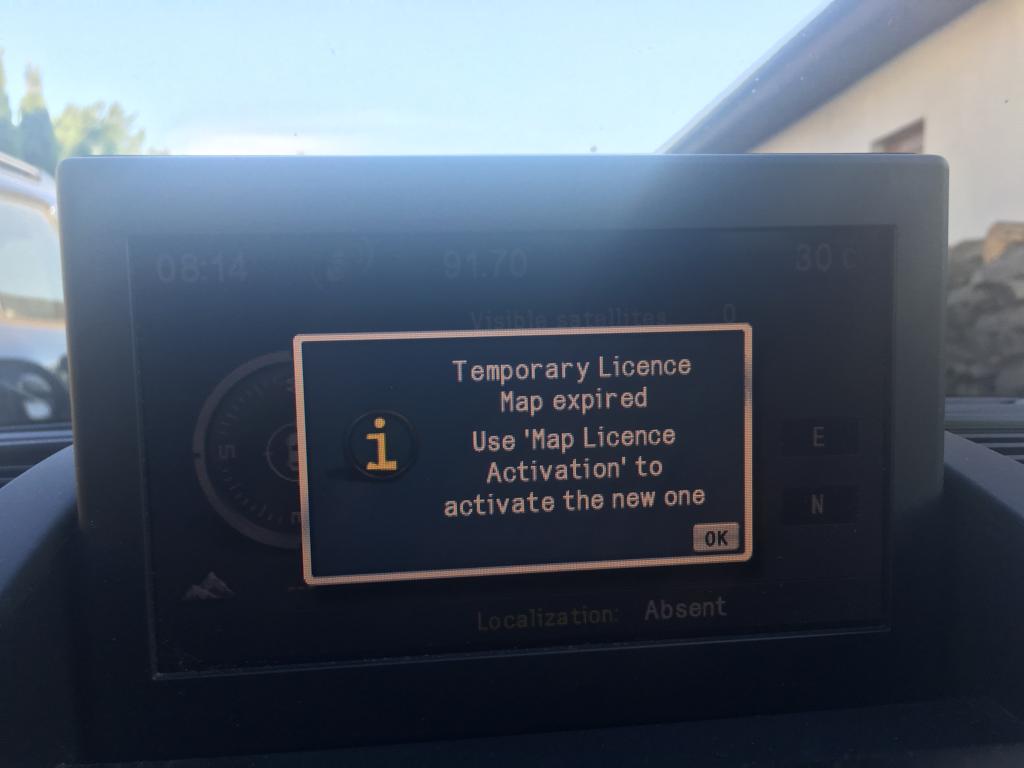 08:14 91.70 30 c
Visible satellites 0
Temporary Licence
Map expired
Use 'Map Licence
Activation' to
activate the new one
OK
S
E
N
Localization: Absent